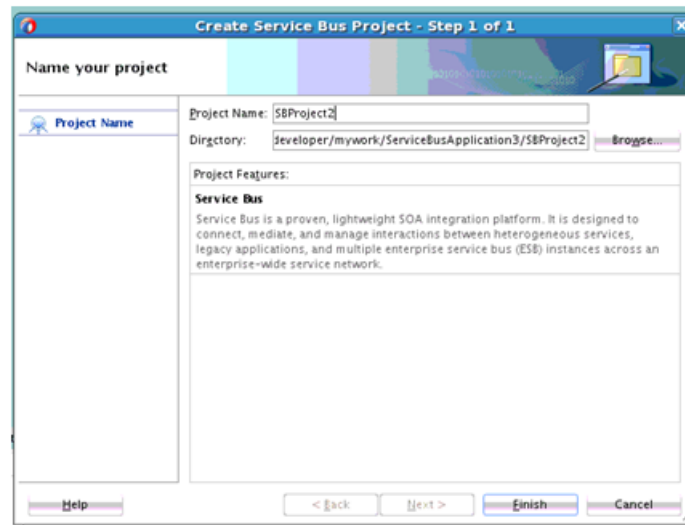 Create Service Bus Project - Step 1 of 1
Name your project
Project Name
Project Name: SBProject2
Directory: developer/mywork/ServiceBusApplication3/SBProject2 Browse...
Project Features:
Service Bus
Service Bus is a proven, lightweight SOA integration platform. It is designed to
connect, mediate, and manage interactions between heterogeneous services,
legacy applications, and multiple enterprise service bus (ESB) instances across an
enterprise-wide service network.
Help < Back Next > Finish Cancel